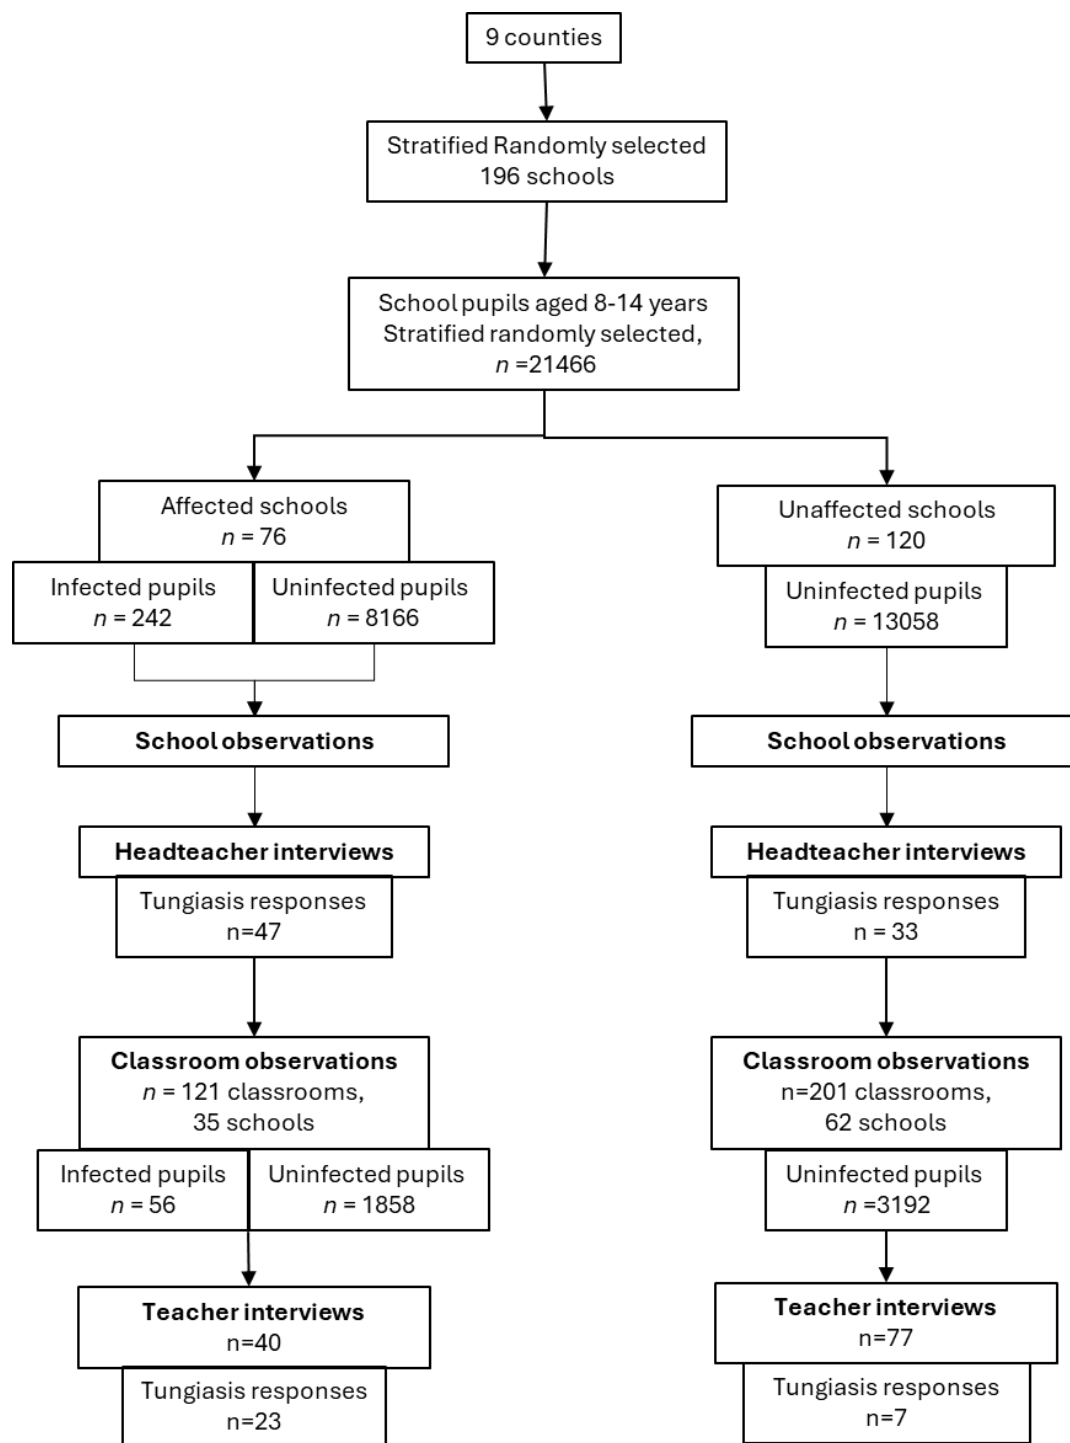 9 counties
Stratified Randomly selected
196 schools
School pupils aged 8-14 years
Stratified randomly selected,
n =21466
Affected schools
n = 76
Infected pupils
n = 242
Uninfected pupils
n = 8166
Unaffected schools
n = 120
Uninfected pupils
n = 13058
School observations
School observations
Headteacher interviews
Tungiasis responses
n=47
Headteacher interviews
Tungiasis responses
n = 33
Classroom observations
n = 121 classrooms,
35 schools
Infected pupils
n = 56
Uninfected pupils
n = 1858
Classroom observations
n=201 classrooms,
62 schools
Uninfected pupils
n =3192
Teacher interviews
n=40
Tungiasis responses
n=23
Teacher interviews
n=77
Tungiasis responses
n=7